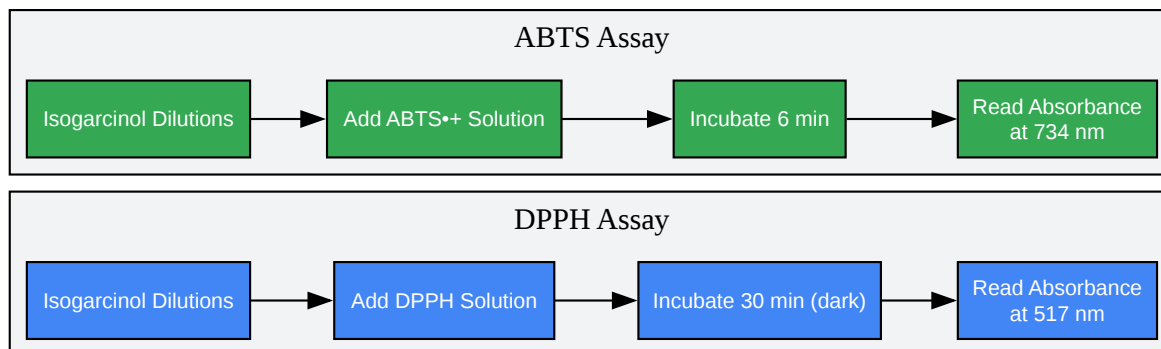 ABTS Assay
Isogarcinol Dilutions
Add ABTS•+ Solution
Incubate 6 min
Read Absorbance
at 734 nm
DPPH Assay
Isogarcinol Dilutions
Add DPPH Solution
Incubate 30 min (dark)
Read Absorbance
at 517 nm